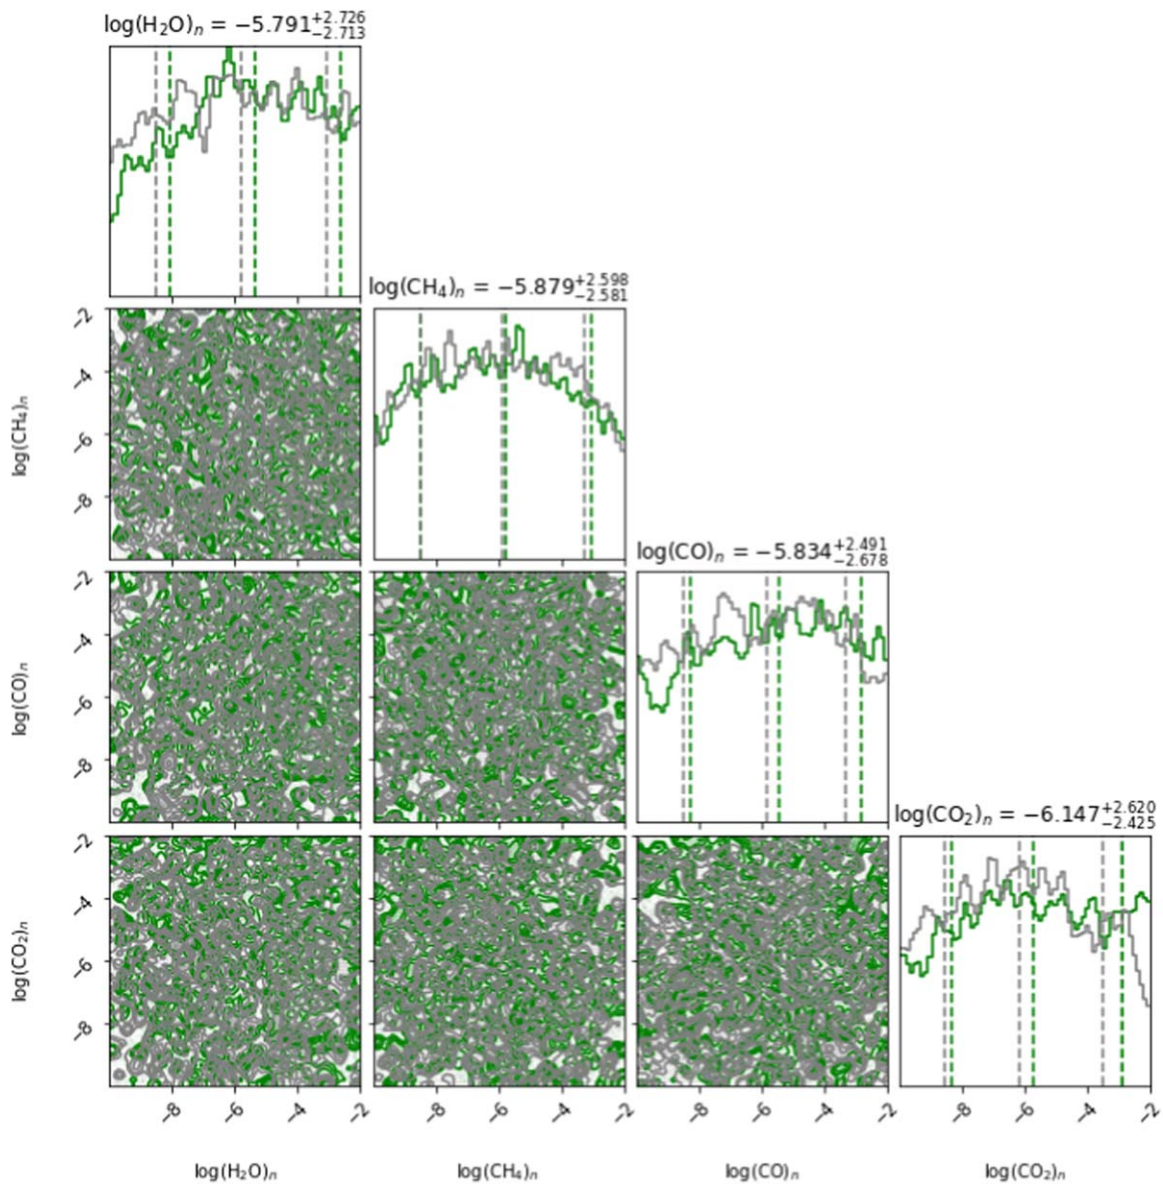 log(H₂O)ₙ = −5.791⁺²·⁷²⁶₋₂.₇₁₃
log(CH₄)ₙ = −5.879⁺²·⁵⁹⁸₋₂.₅₈₁
−2
−4
−6
−8
log(CH₄)ₙ
log(CO)ₙ = −5.834⁺²·⁴⁹¹₋₂.₆₇₈
−2
−4
−6
−8
log(CO)ₙ
log(CO₂)ₙ = −6.147⁺²·⁶²⁰₋₂.₄₂₅
−2
−4
−6
−8
log(CO₂)ₙ
−8 −6 −4 −2 −8 −6 −4 −2 −8 −6 −4 −2 −8 −6 −4 −2
log(H₂O)ₙ log(CH₄)ₙ log(CO)ₙ log(CO₂)ₙ